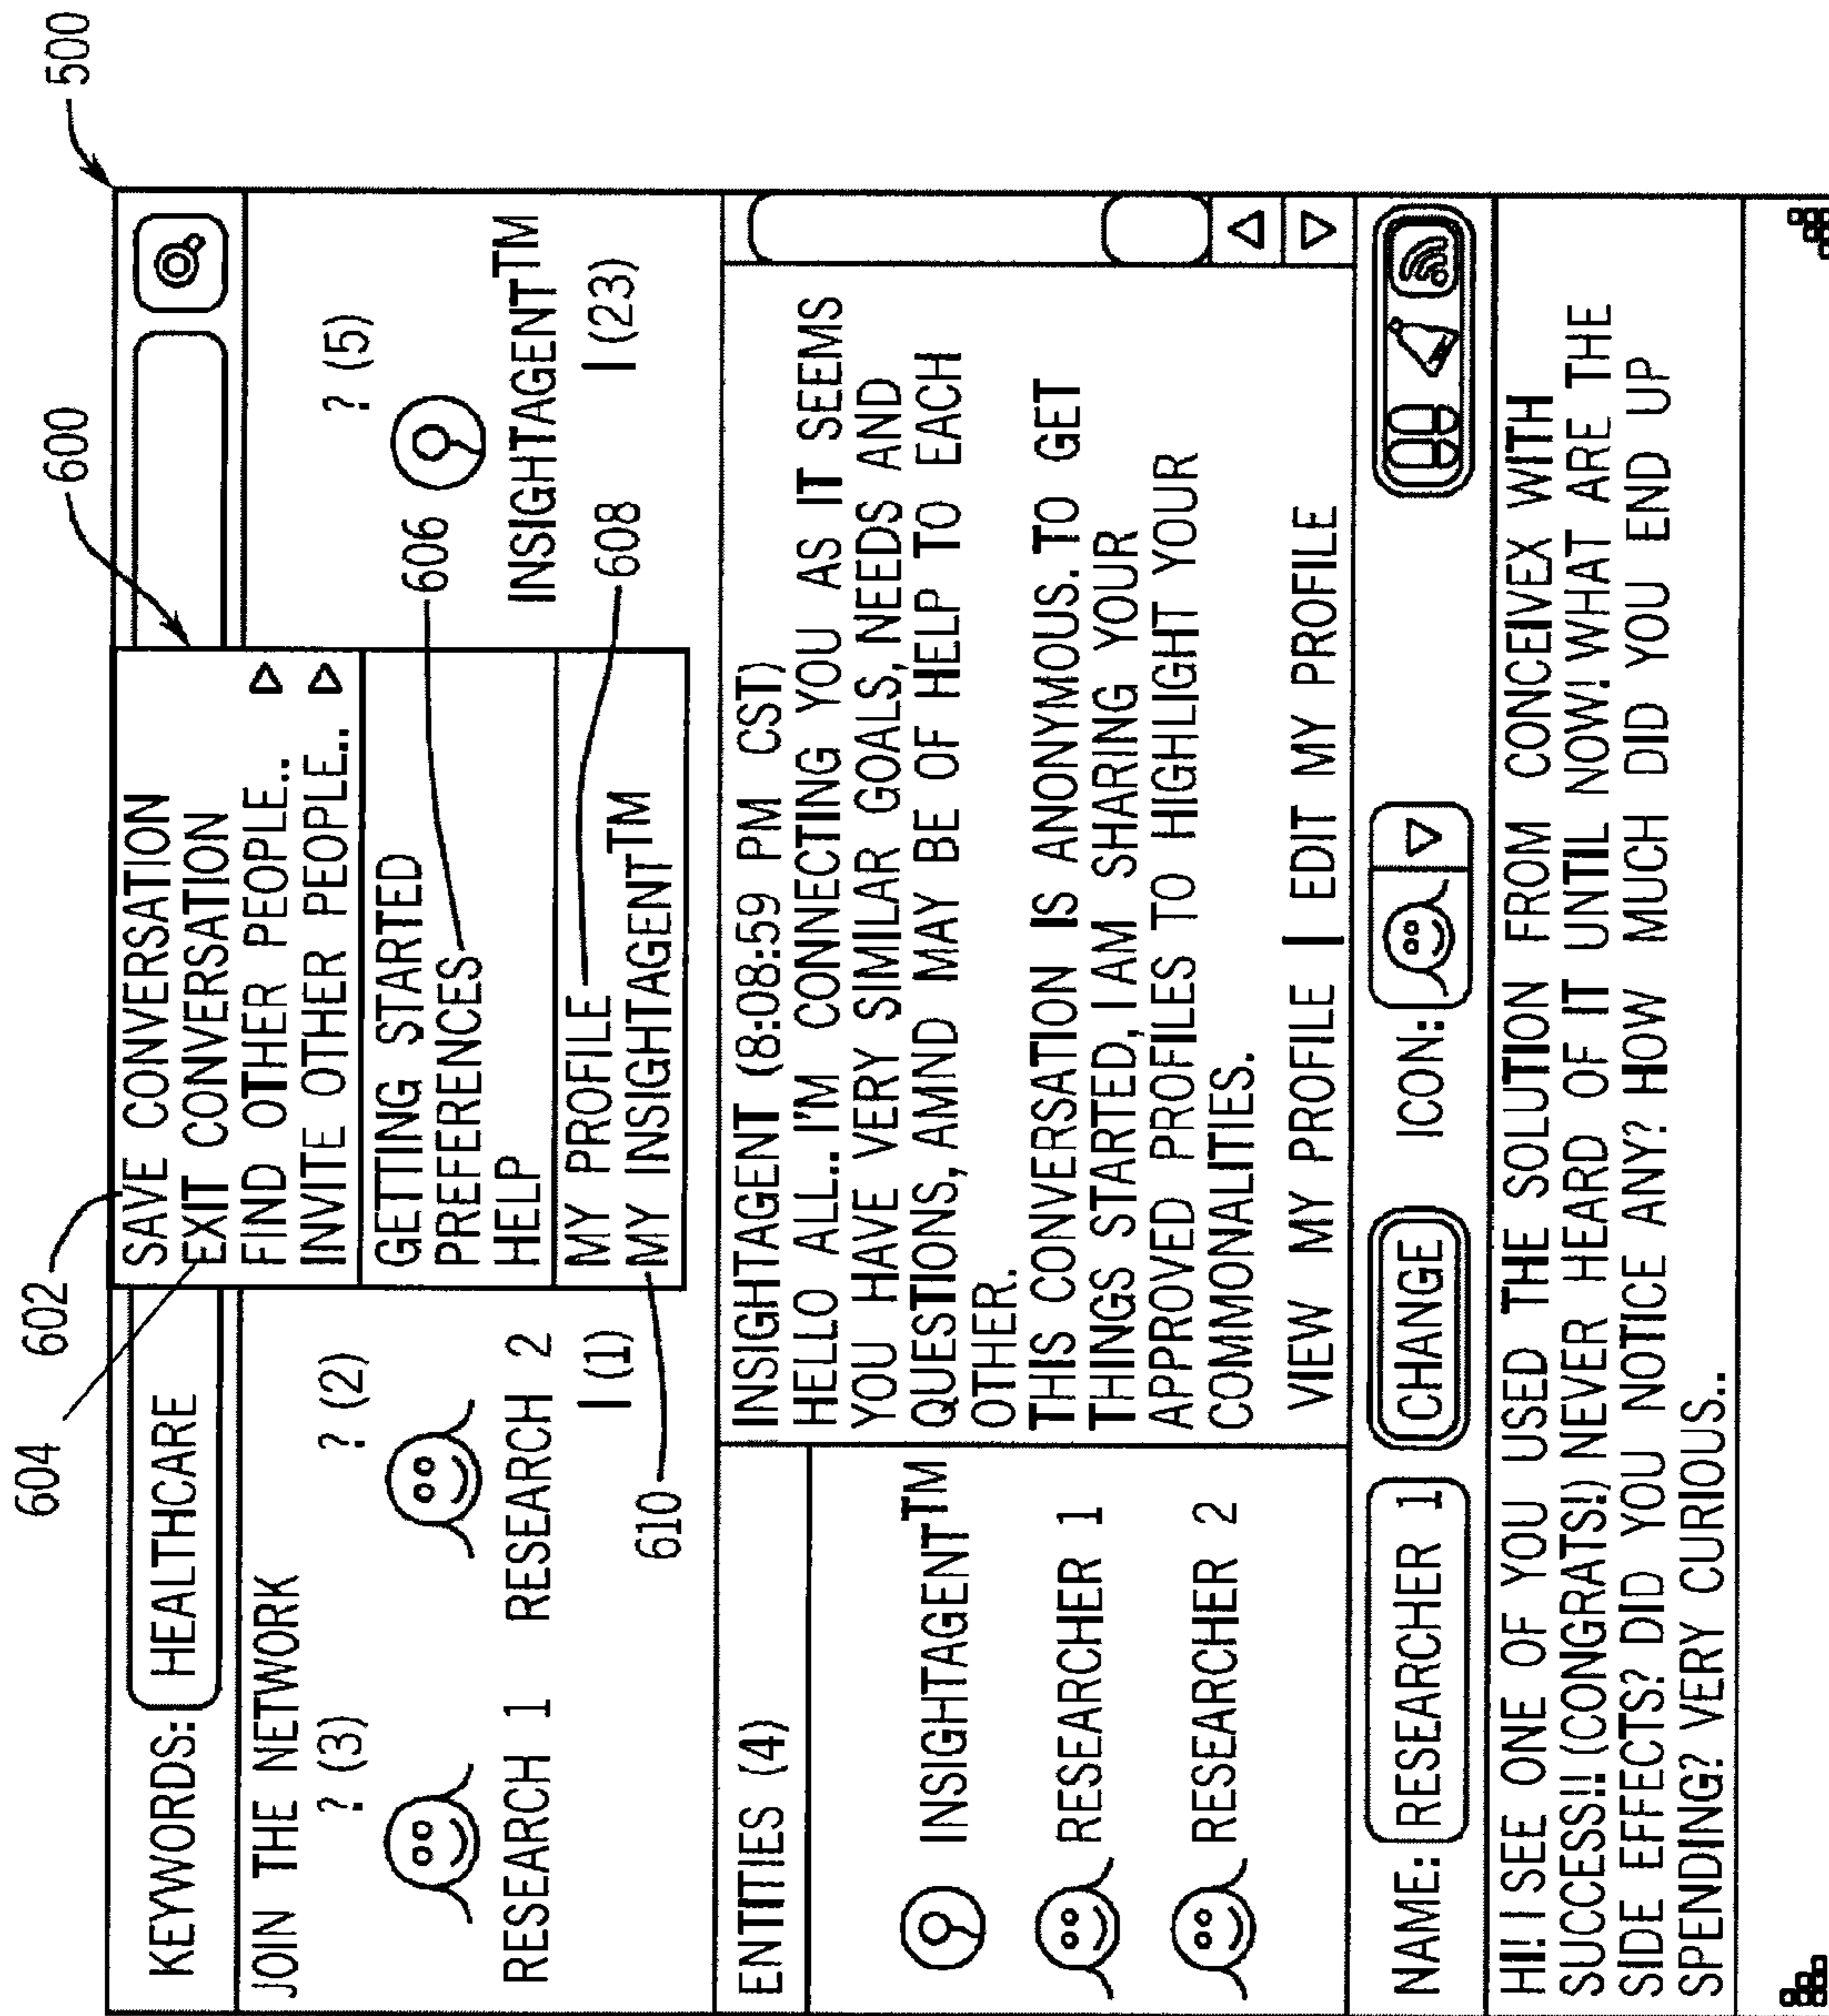 500
600
602
604
KEYWORDS: HEALTHCARE
SAVE CONVERSATION
EXIT CONVERSATION
FIND OTHER PEOPLE..
INVITE OTHER PEOPLE..
GETTING STARTED
PREFERENCES
HELP
MY PROFILE
MY INSIGHTAGENT™
606
608
610
JOIN THE NETWORK
? (3)
RESEARCH 1
? (2)
RESEARCH 2
| (1)
? (5)
INSIGHTAGENT™
| (23)
ENTITIES (4)
INSIGHTAGENT™
RESEARCHER 1
RESEARCHER 2
INSIGHTAGENT (8:08:59 PM CST)
HELLO ALL.. I'M CONNECTING YOU AS IT SEEMS
YOU HAVE VERY SIMILAR GOALS, NEEDS AND
QUESTIONS, AMND MAY BE OF HELP TO EACH
OTHER.
THIS CONVERSATION IS ANONYMOUS. TO GET
THINGS STARTED, I AM SHARING YOUR
APPROVED PROFILES TO HIGHLIGHT YOUR
COMMONALITIES.
VIEW MY PROFILE | EDIT MY PROFILE
NAME: RESEARCHER 1 CHANGE ICON:
HI! I SEE ONE OF YOU USED THE SOLUTION FROM CONCEIVEX WITH
SUCCESS!! (CONGRATS!) NEVER HEARD OF IT UNTIL NOW! WHAT ARE THE
SIDE EFFECTS? DID YOU NOTICE ANY? HOW MUCH DID YOU END UP
SPENDING? VERY CURIOUS..